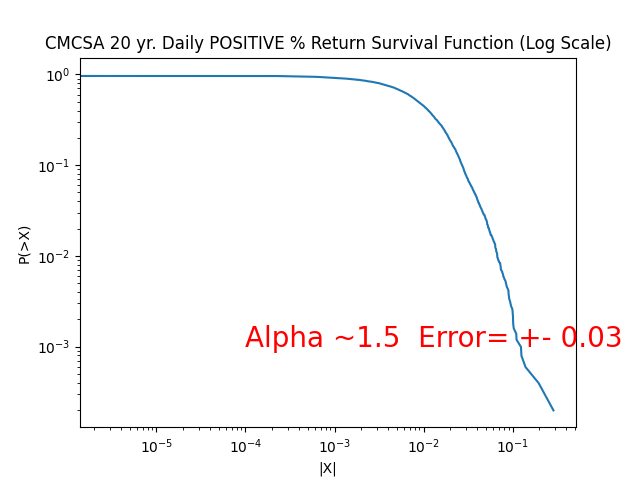 CMCSA 20 yr. Daily POSITIVE % Return Survival Function (Log Scale)
10⁰
10⁻¹
10⁻²
10⁻³
P(>X)
Alpha ~1.5  Error= +- 0.03
10⁻⁵
10⁻⁴
10⁻³
10⁻²
10⁻¹
|X|